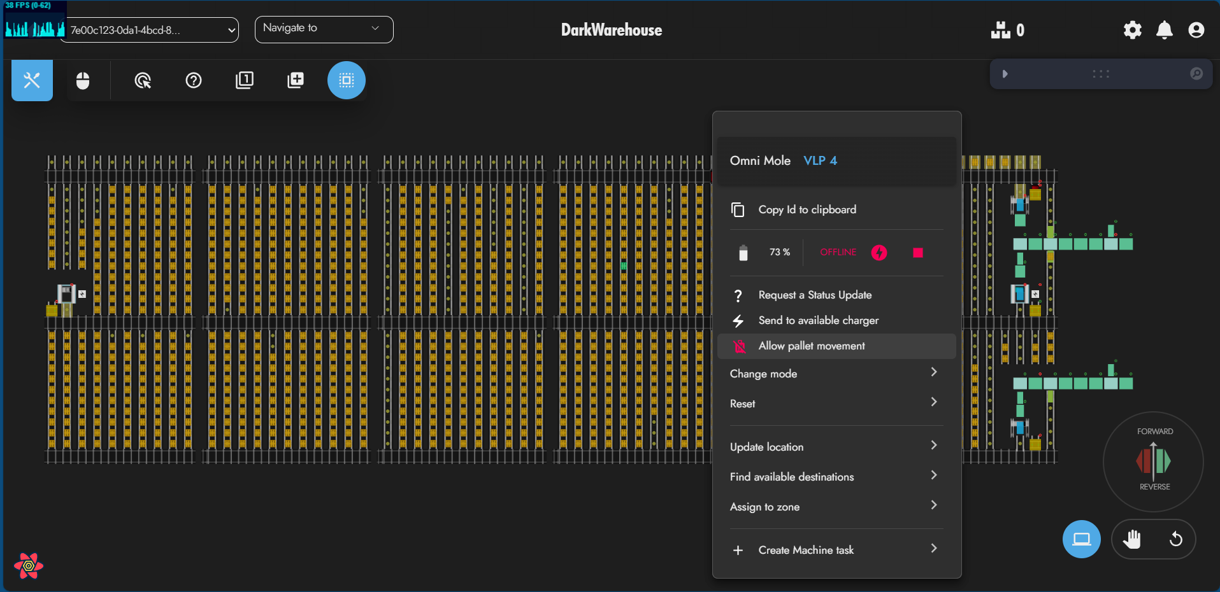 38 FPS (0-62)
7e00c123-0da1-4bcd-8...
Navigate to
DarkWarehouse
0
1
Omni Mole VLP 4
Copy Id to clipboard
73 % OFFLINE
Request a Status Update
Send to available charger
Allow pallet movement
Change mode
Reset
Update location
Find available destinations
Assign to zone
Create Machine task
FORWARD
REVERSE